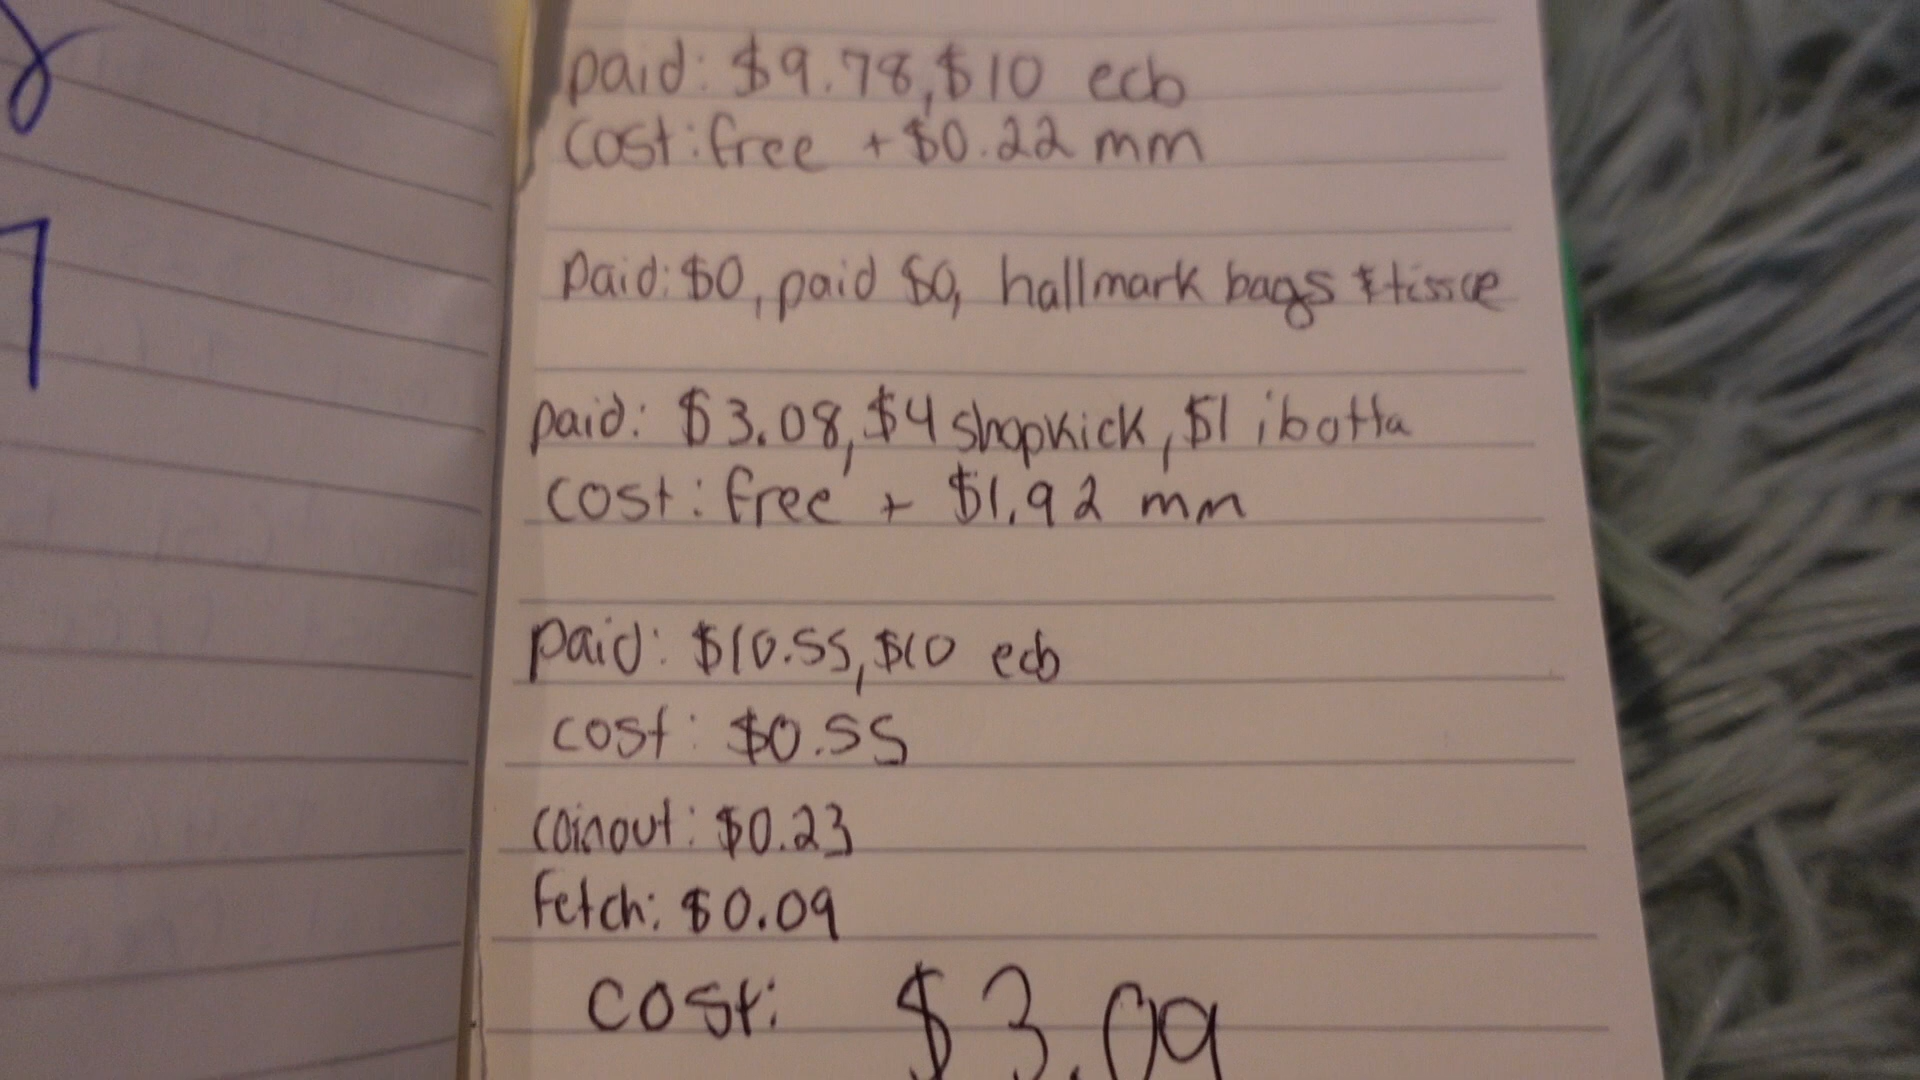 paid: $9.78, $10 ecb
cost: free + $0.22 mm
paid: $0, paid $0, hallmark bags & tissue
paid: $3.08, $4 shopkick, $1 ibotta
cost: free + $1.92 mm
paid: $10.55, $10 ecb
cost: $0.55
coinout: $0.23
Fetch: $0.09
cost: $3.09